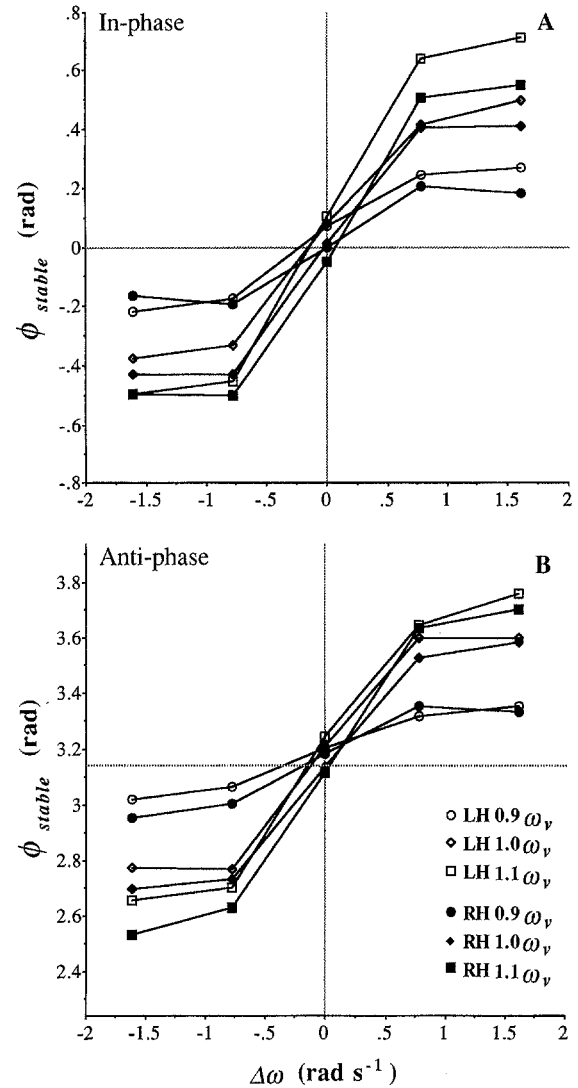 In-phase
A
.8
.6
.4
.2
0
-.2
-.4
-.6
-.8
ϕ stable (rad)
-2
-1.5
-1
-.5
0
.5
1
1.5
2
Anti-phase
B
3.8
3.6
3.4
3.2
3
2.8
2.6
2.4
ϕ stable (rad)
LH 0.9 ωv
LH 1.0 ωv
LH 1.1 ωv
RH 0.9 ωv
RH 1.0 ωv
RH 1.1 ωv
-2
-1.5
-1
-.5
0
.5
1
1.5
2
Δω (rad s⁻¹)